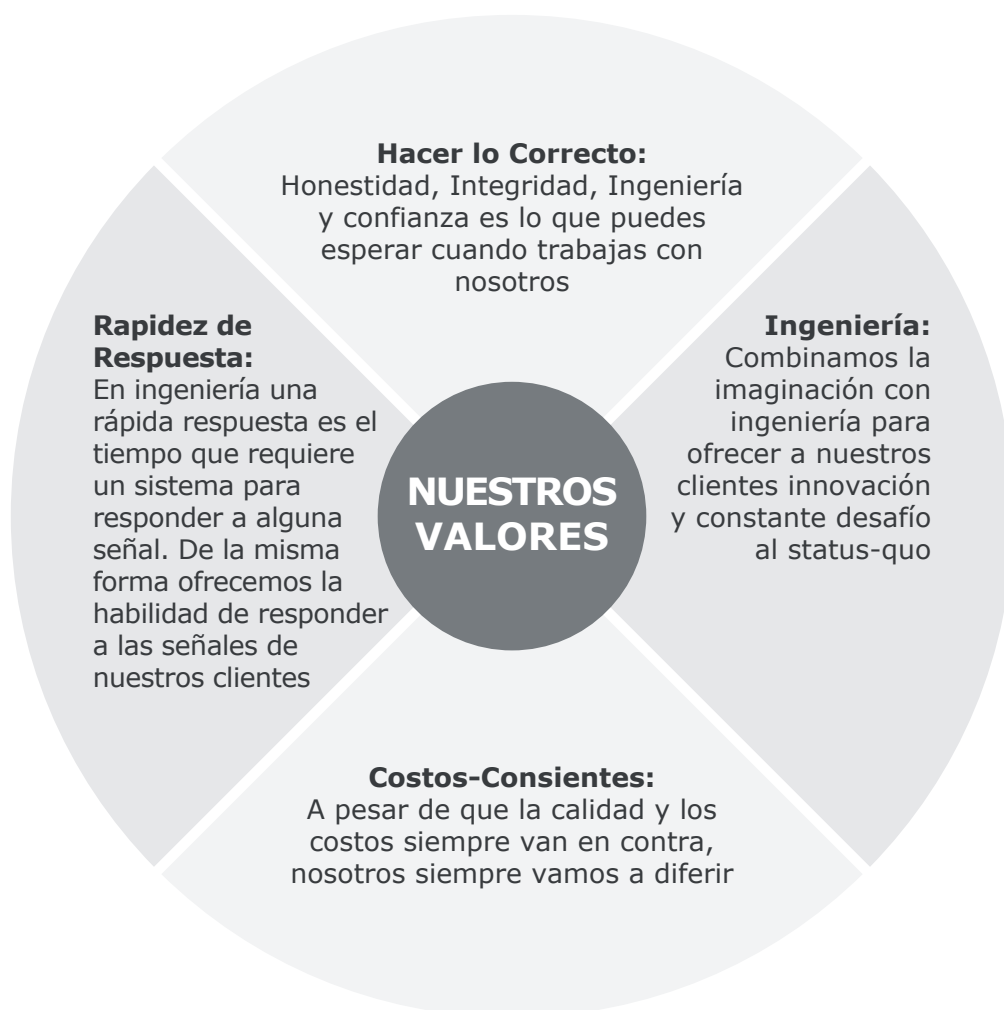 Hacer lo Correcto:
Honestidad, Integridad, Ingeniería
y confianza es lo que puedes
esperar cuando trabajas con
nosotros
Rapidez de
Respuesta:
En ingeniería una
rápida respuesta es el
tiempo que requiere
un sistema para
responder a alguna
señal. De la misma
forma ofrecemos la
habilidad de responder
a las señales de
nuestros clientes
NUESTROS
VALORES
Ingeniería:
Combinamos la
imaginación con
ingeniería para
ofrecer a nuestros
clientes innovación
y constante desafío
al status-quo
Costos-Consientes:
A pesar de que la calidad y los
costos siempre van en contra,
nosotros siempre vamos a diferir